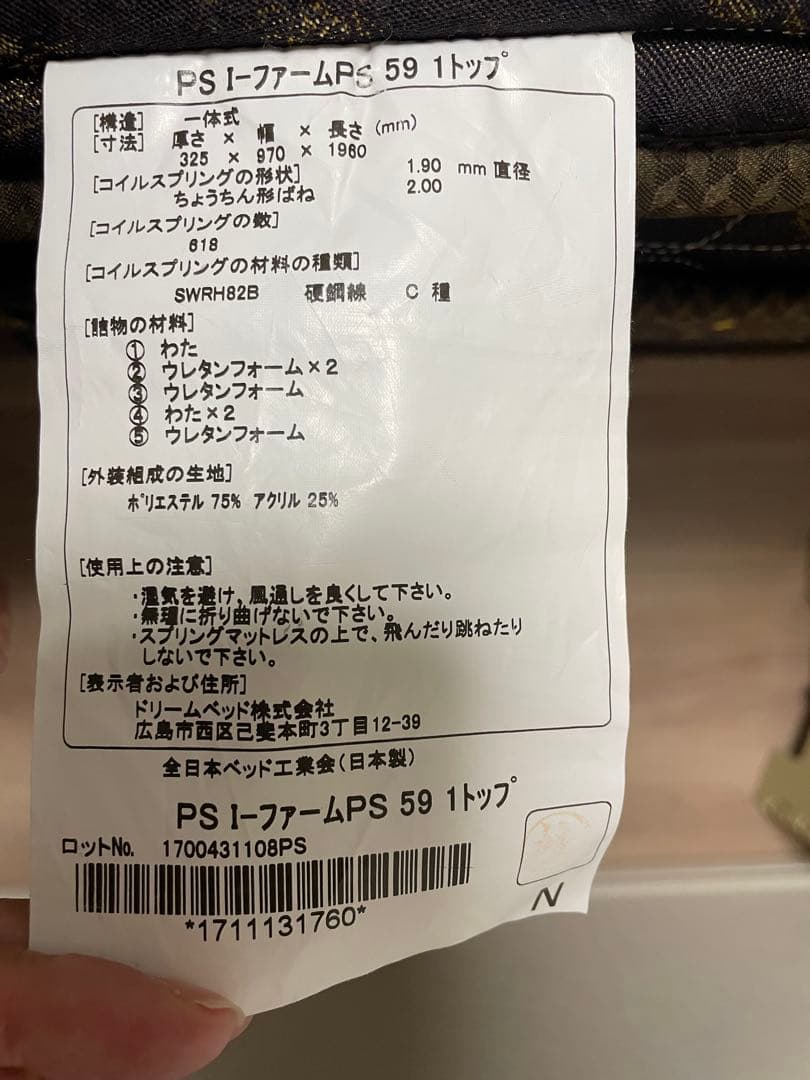 PS Iｰファｰム PS 59 1トップ
[構造] 一体式
[寸法] 厚さ × 幅 × 長さ (mm)
325 × 970 × 1960
[コイルスプリングの形状] 1.90 mm 直径
ちょうちん形ばね 2.00
[コイルスプリングの数]
618
[コイルスプリングの材料の種類]
SWRH82B 硬鋼線 C 種
[詰物の材料]
① わた
② ウレタンフォーム×2
③ ウレタンフォーム
④ わた×2
⑤ ウレタンフォーム
[外装組成の生地]
ポリエステル 75% アクリル 25%
[使用上の注意]
・湿気を避け、風通しを良くして下さい。
・無理に折り曲げないで下さい。
・スプリングマットレスの上で、飛んだり跳ねたり
しないで下さい。
[表示者および住所]
ドリームベッド株式会社
広島市西区己斐本町3丁目12-39
全日本ベッド工業会(日本製)
PS Iｰファｰム PS 59 1トップ
ロットNo. 1700431108PS
*1711131760*
N